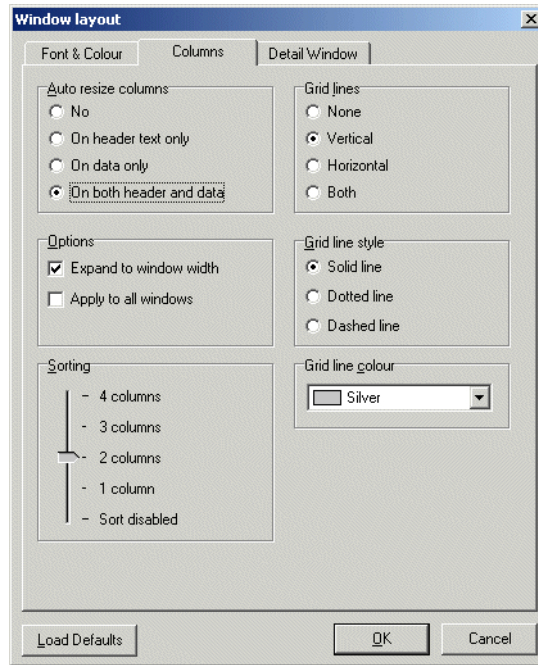 Window layout
Font & Colour
Columns
Detail Window
Auto resize columns
No
On header text only
On data only
On both header and data
Grid lines
None
Vertical
Horizontal
Both
Options
Expand to window width
Apply to all windows
Grid line style
Solid line
Dotted line
Dashed line
Sorting
4 columns
3 columns
2 columns
1 column
Sort disabled
Grid line colour
Silver
Load Defaults
OK
Cancel